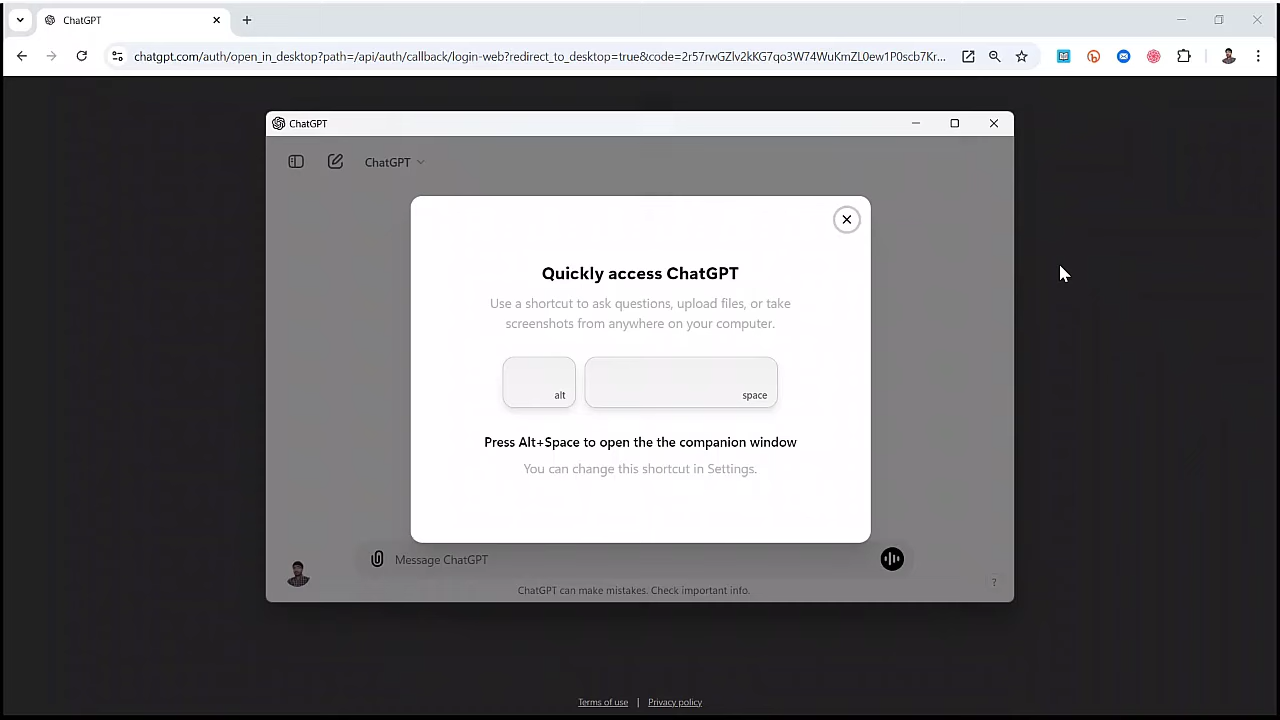 ChatGPT
chatgpt.com/auth/open_in_desktop?path=/api/auth/callback/login-web?redirect_to_desktop=true&code=2r57rwGZlv2kKG7qo3W74WuKmZL0ew1P0scb7Kr...
ChatGPT
ChatGPT
Quickly access ChatGPT
Use a shortcut to ask questions, upload files, or take
screenshots from anywhere on your computer.
alt
space
Press Alt+Space to open the the companion window
You can change this shortcut in Settings.
Message ChatGPT
ChatGPT can make mistakes. Check important info.
?
Terms of use | Privacy policy